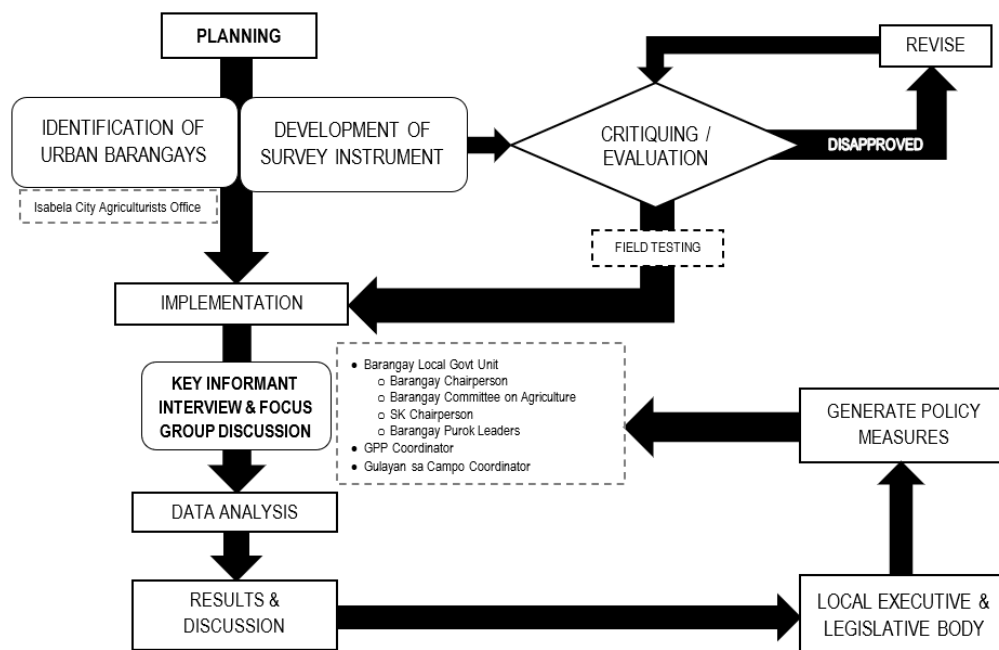 PLANNING
REVISE
IDENTIFICATION OF
URBAN BARANGAYS
DEVELOPMENT OF
SURVEY INSTRUMENT
CRITIQUING /
EVALUATION
DISAPPROVED
Isabela City Agriculturists Office
FIELD TESTING
IMPLEMENTATION
KEY INFORMANT
INTERVIEW & FOCUS
GROUP DISCUSSION
● Barangay Local Govt Unit
o Barangay Chairperson
o Barangay Committee on Agriculture
o SK Chairperson
o Barangay Purok Leaders
● GPP Coordinator
● Gulayan sa Campo Coordinator
GENERATE POLICY
MEASURES
DATA ANALYSIS
RESULTS &
DISCUSSION
LOCAL EXECUTIVE &
LEGISLATIVE BODY